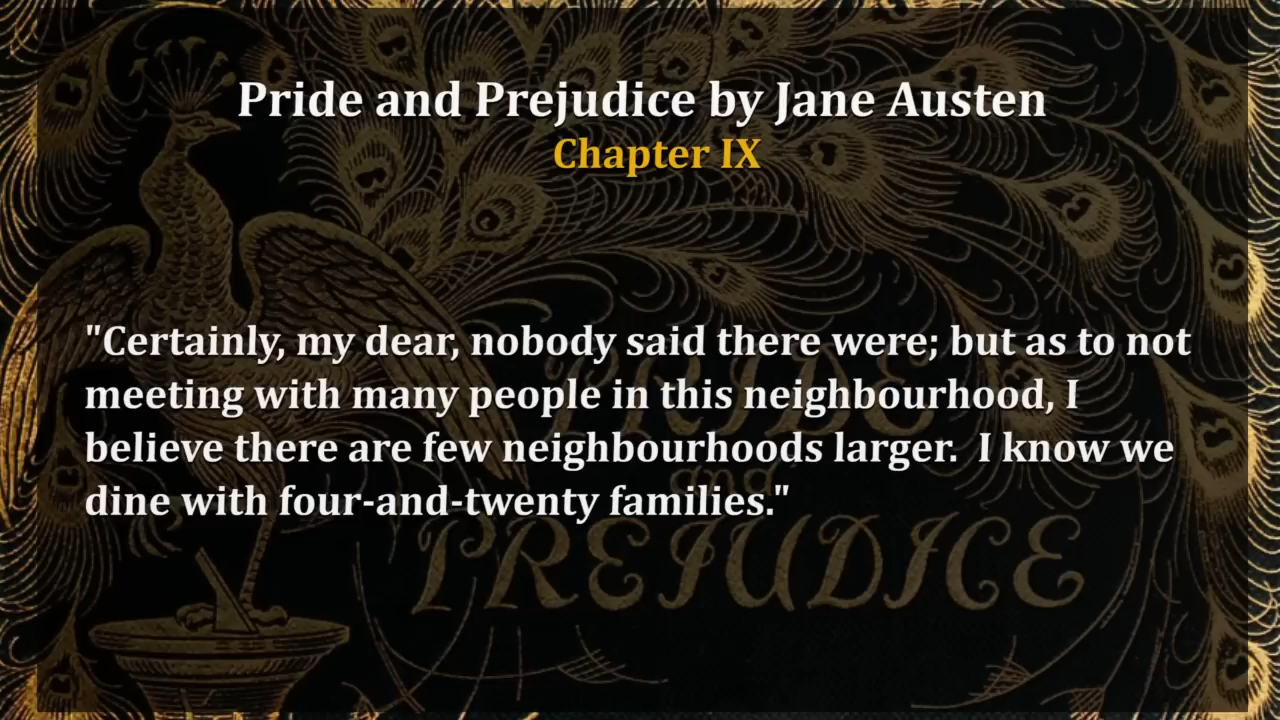 Pride and Prejudice by Jane Austen
Chapter IX
"Certainly, my dear, nobody said there were; but as to not
meeting with many people in this neighbourhood, I
believe there are few neighbourhoods larger.  I know we
dine with four-and-twenty families."
PRIDE
and
PREJUDICE